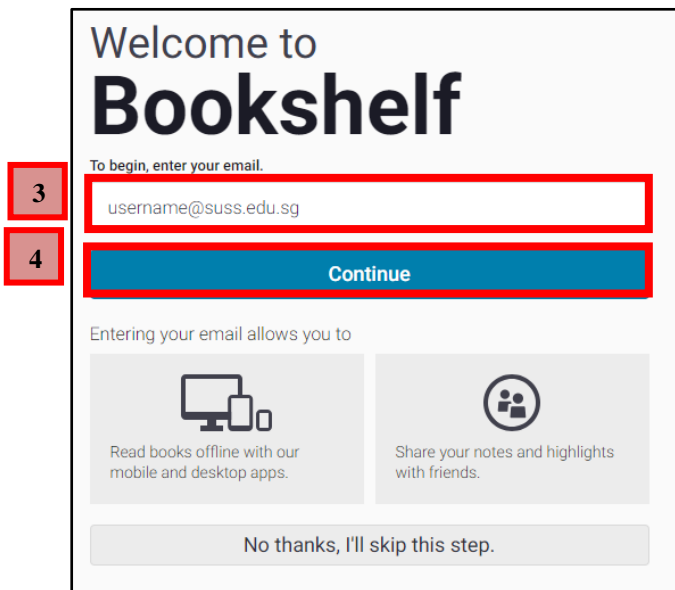 Welcome to
Bookshelf
To begin, enter your email.
3
username@suss.edu.sg
4
Continue
Entering your email allows you to
Read books offline with our
mobile and desktop apps.
Share your notes and highlights
with friends.
No thanks, I'll skip this step.